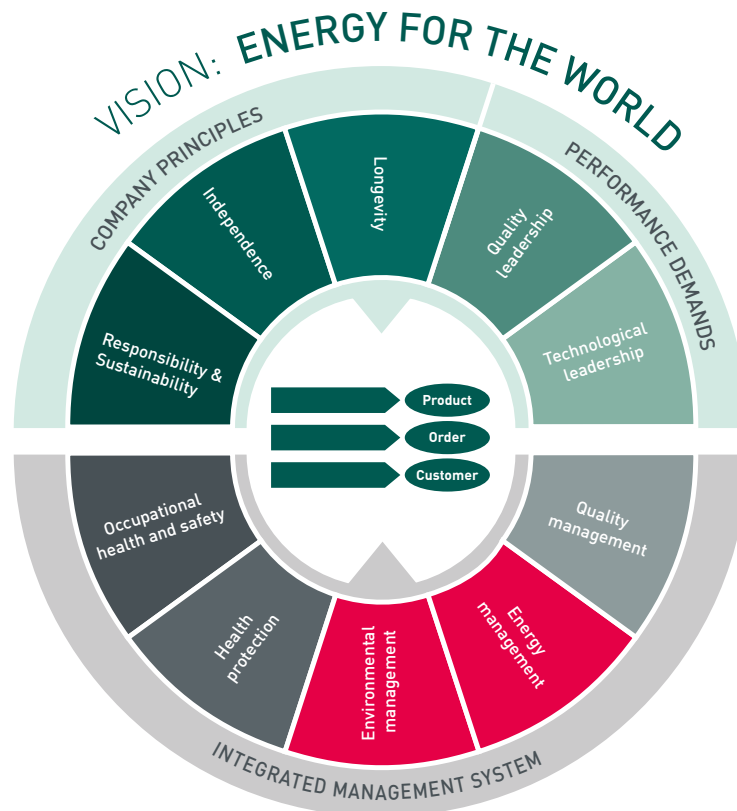 VISION: ENERGY FOR THE WORLD
COMPANY PRINCIPLES
PERFORMANCE DEMANDS
Responsibility &
Sustainability
Independence
Longevity
Quality
leadership
Technological
leadership
Product
Order
Customer
Occupational
health and safety
Health
protection
Environmental
management
Energy
management
Quality
management
INTEGRATED MANAGEMENT SYSTEM